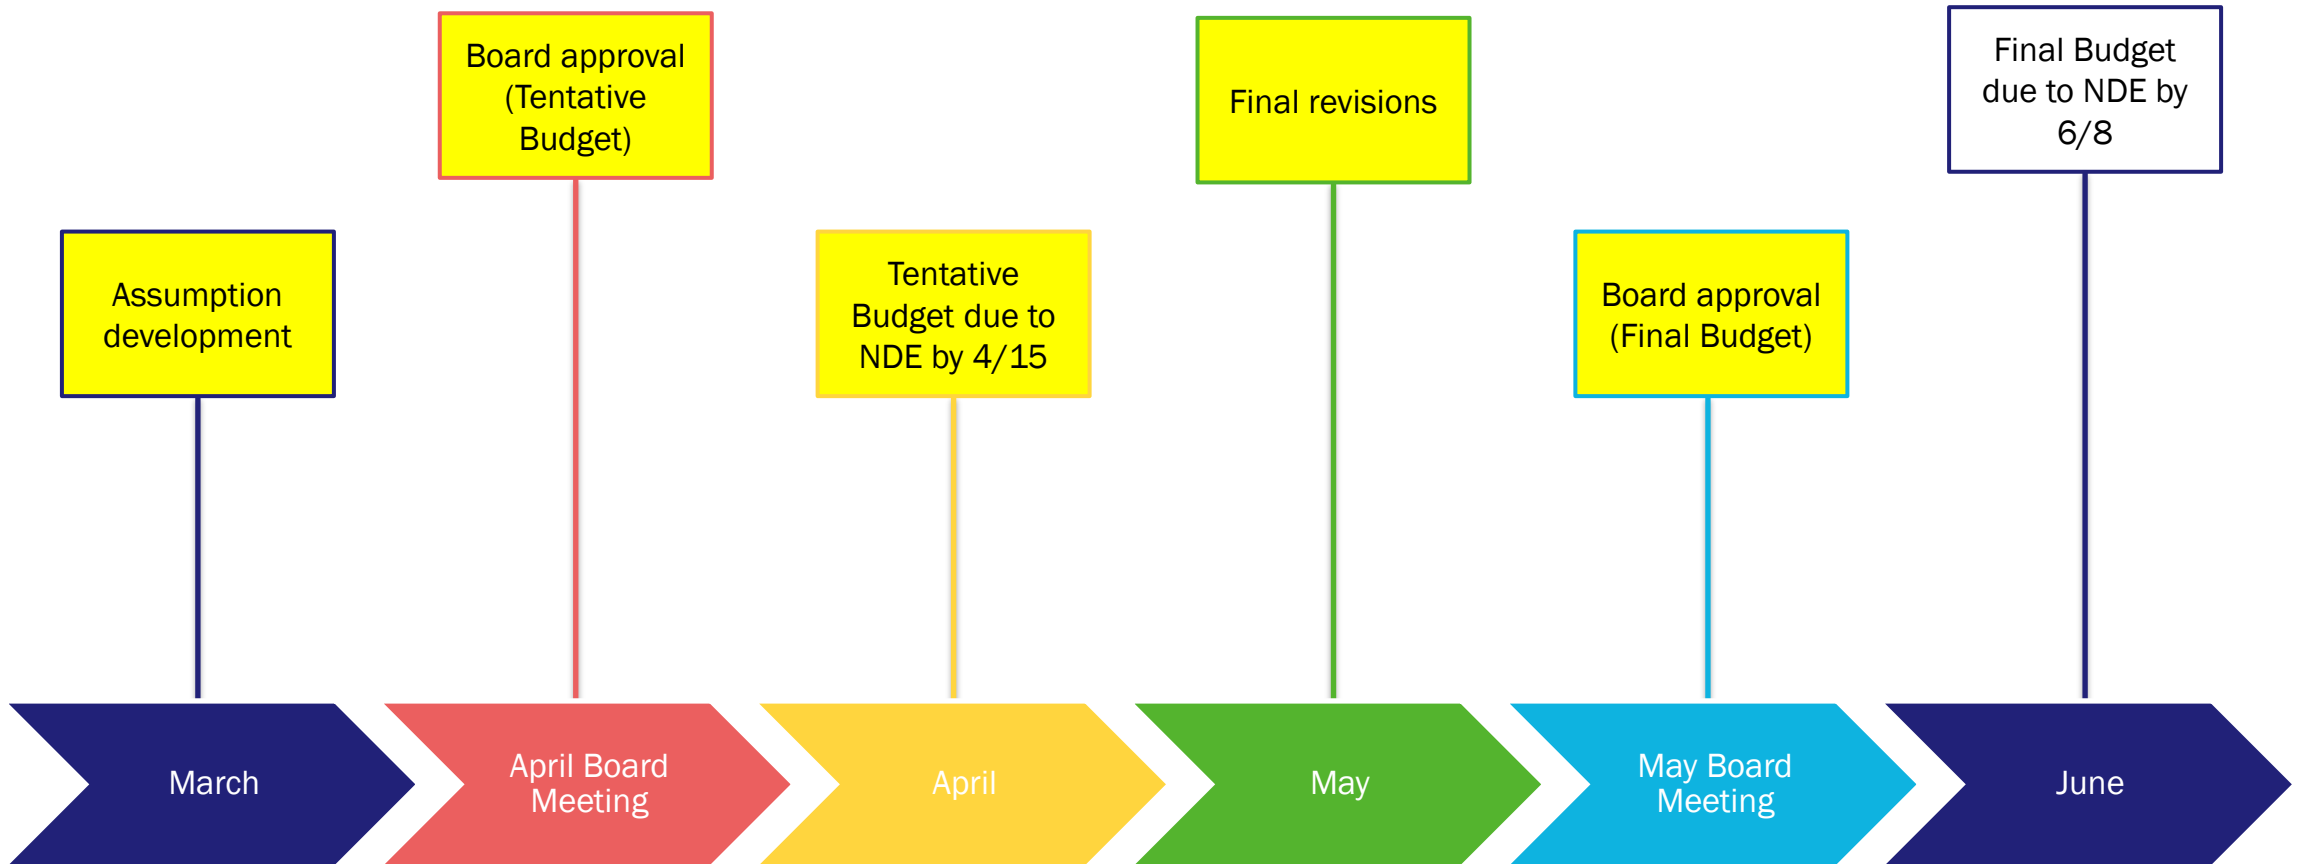 Assumption
development
Board approval
(Tentative
Budget)
Tentative
Budget due to
NDE by 4/15
Final revisions
Board approval
(Final Budget)
Final Budget
due to NDE by
6/8
March
April Board
Meeting
April
May
May Board
Meeting
June